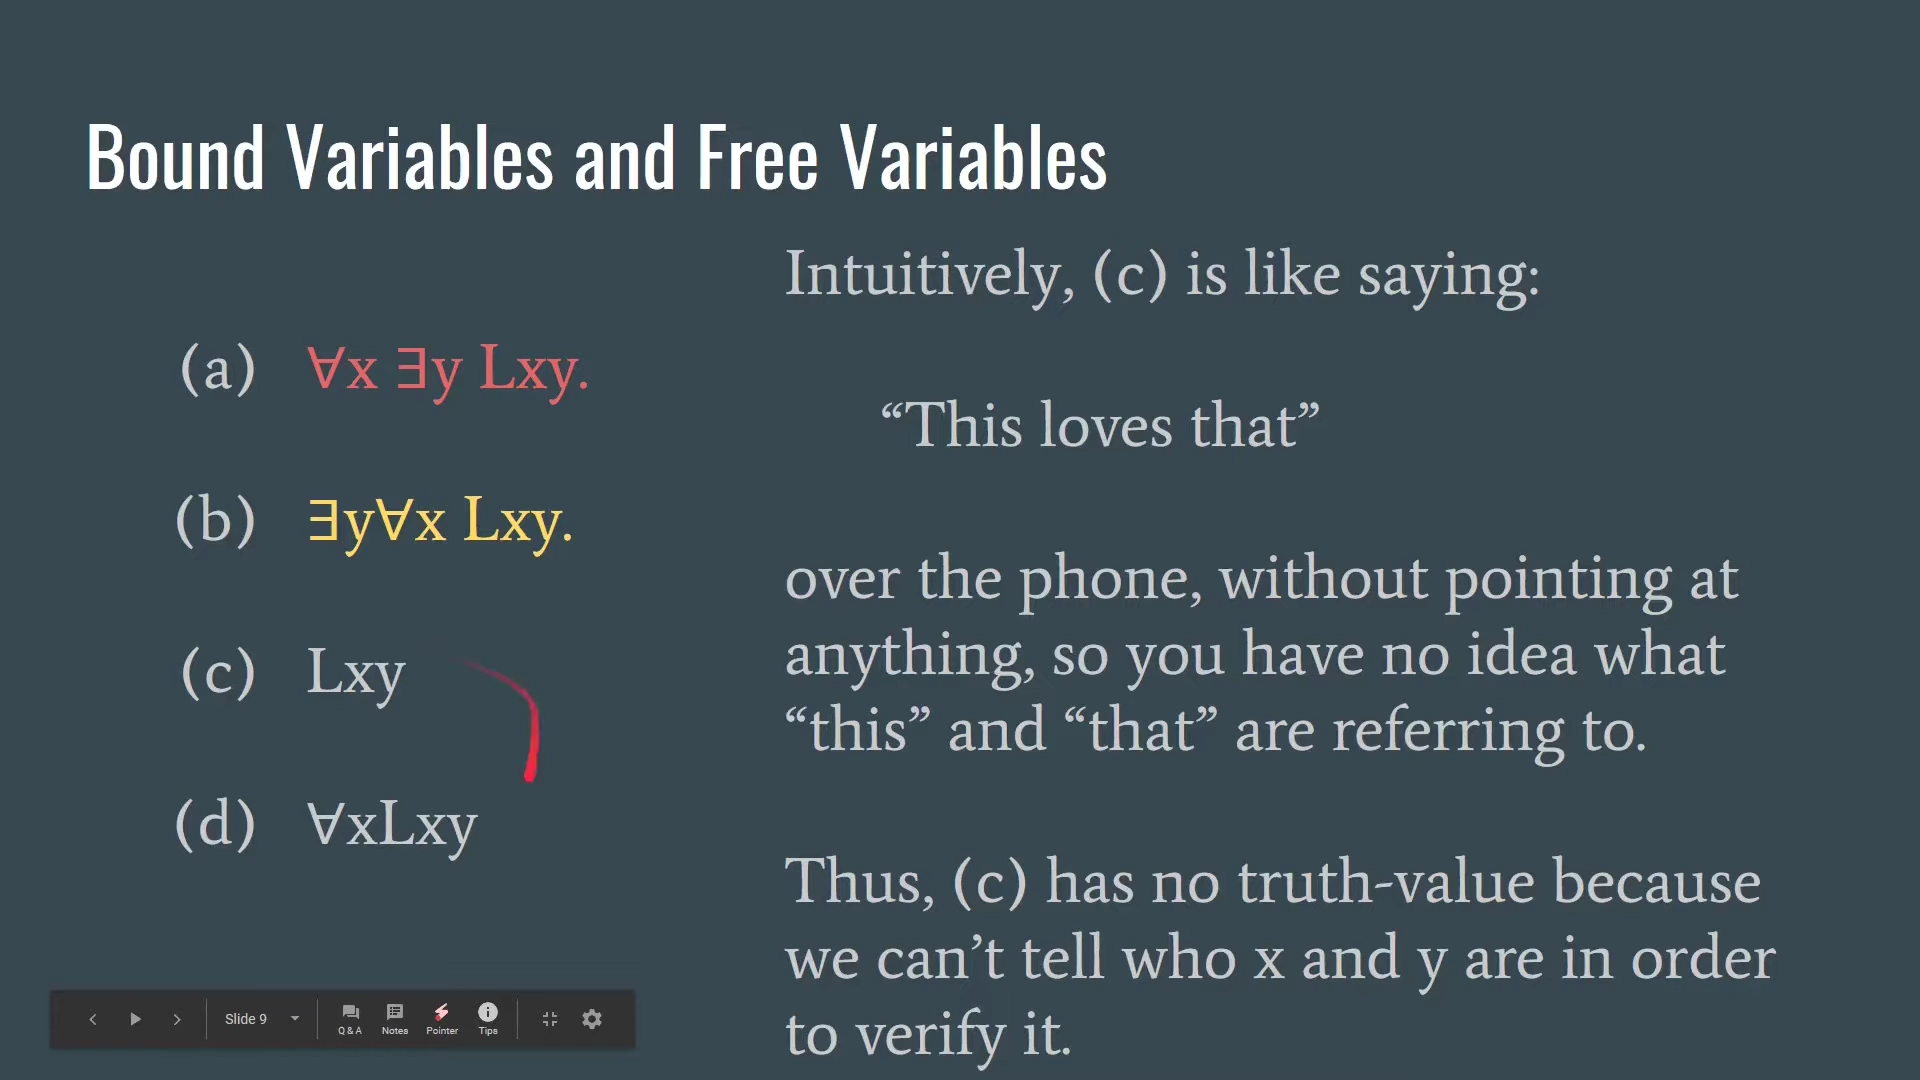 Bound Variables and Free Variables
(a) ∀x ∃y Lxy.
(b) ∃y∀x Lxy.
(c) Lxy
(d) ∀xLxy
Intuitively, (c) is like saying:
“This loves that”
over the phone, without pointing at
anything, so you have no idea what
“this” and “that” are referring to.
Thus, (c) has no truth-value because
we can’t tell who x and y are in order
to verify it.
Slide 9
Q & A
Notes
Pointer
Tips